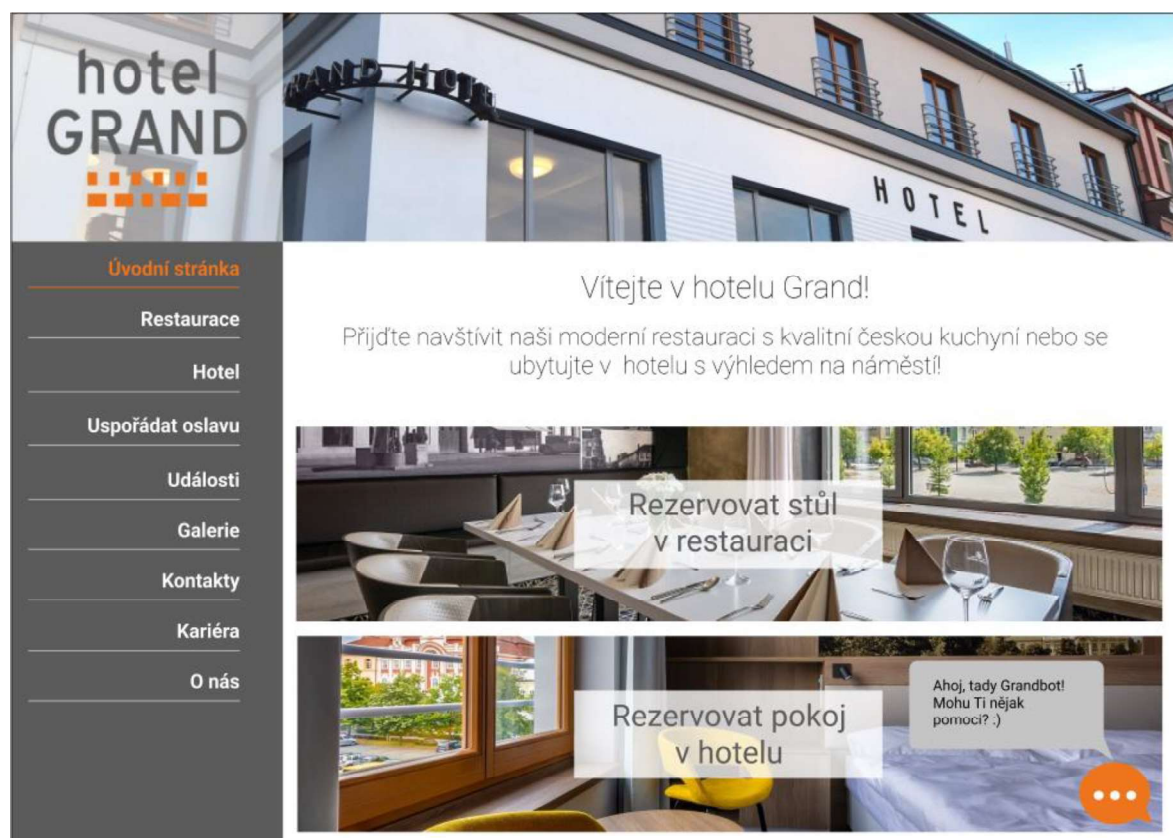 hotel
GRAND
GRAND HOTEL
HOTEL
Úvodní stránka
Restaurace
Hotel
Uspořádat oslavu
Události
Galerie
Kontakty
Kariéra
O nás
Vítejte v hotelu Grand!
Přijďte navštívit naši moderní restauraci s kvalitní českou kuchyní nebo se
ubytujte v hotelu s výhledem na náměstí!
Rezervovat stůl
v restauraci
Rezervovat pokoj
v hotelu
Ahoj, tady Grandbot!
Mohu Ti nějak
pomoci? :)